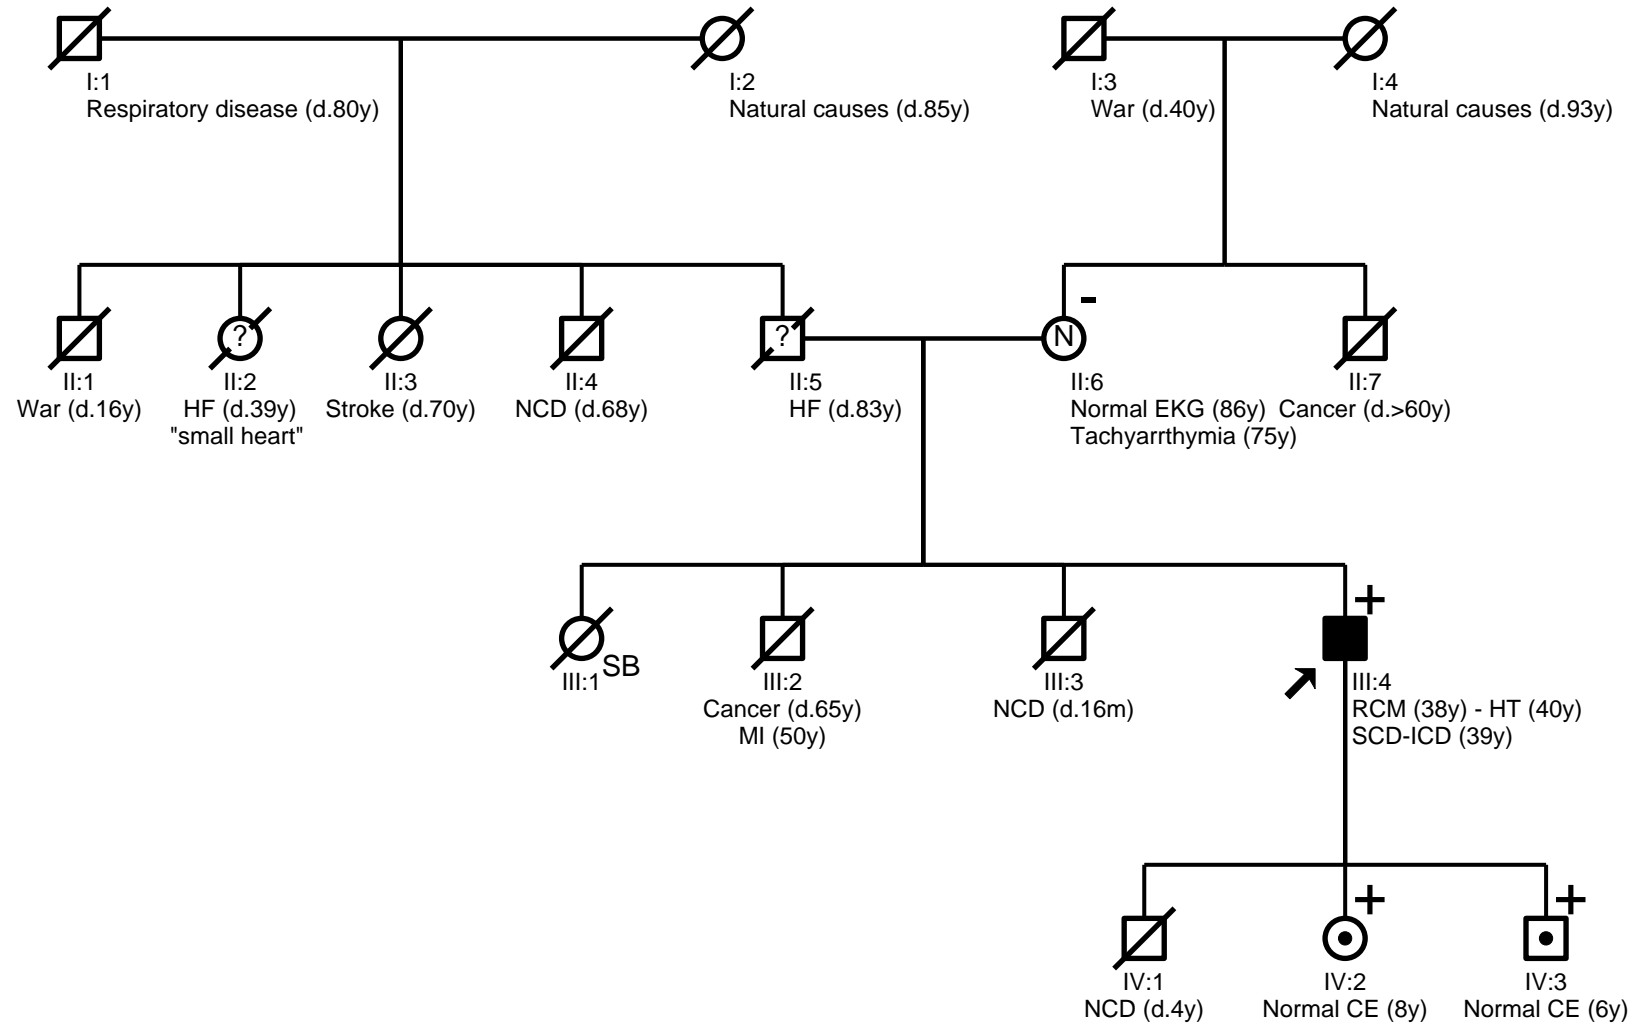 I:1
Respiratory disease (d.80y)
I:2
Natural causes (d.85y)
I:3
War (d.40y)
I:4
Natural causes (d.93y)
II:1
War (d.16y)
?
II:2
HF (d.39y)
"small heart"
II:3
Stroke (d.70y)
II:4
NCD (d.68y)
?
II:5
HF (d.83y)
-
N
II:6
Normal EKG (86y)
Tachyarrthymia (75y)
II:7
Cancer (d.>60y)
SB
III:1
III:2
Cancer (d.65y)
MI (50y)
III:3
NCD (d.16m)
+
III:4
RCM (38y) - HT (40y)
SCD-ICD (39y)
IV:1
NCD (d.4y)
+
IV:2
Normal CE (8y)
+
IV:3
Normal CE (6y)